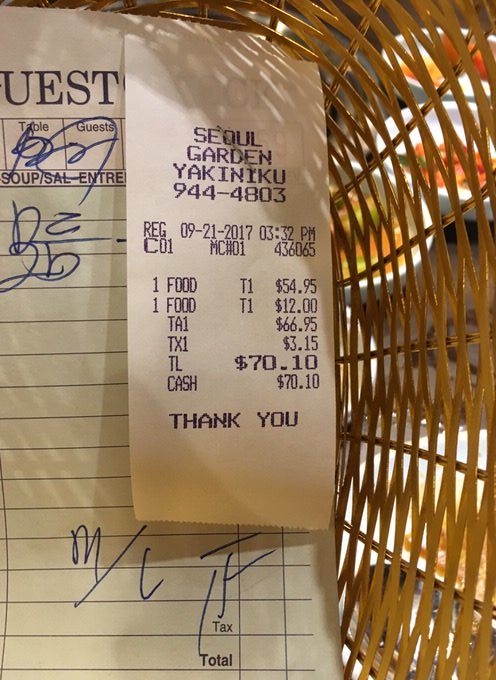 GUEST
Table Guests
SOUP/SAL-ENTRE
SEOUL
GARDEN
YAKINIKU
944-4803
REG 09-21-2017 03:32 PM
C01 MC#01 436065
1 FOOD T1 $54.95
1 FOOD T1 $12.00
TA1 $66.95
TX1 $3.15
TL $70.10
CASH $70.10
THANK YOU
M/C
Tax
Total